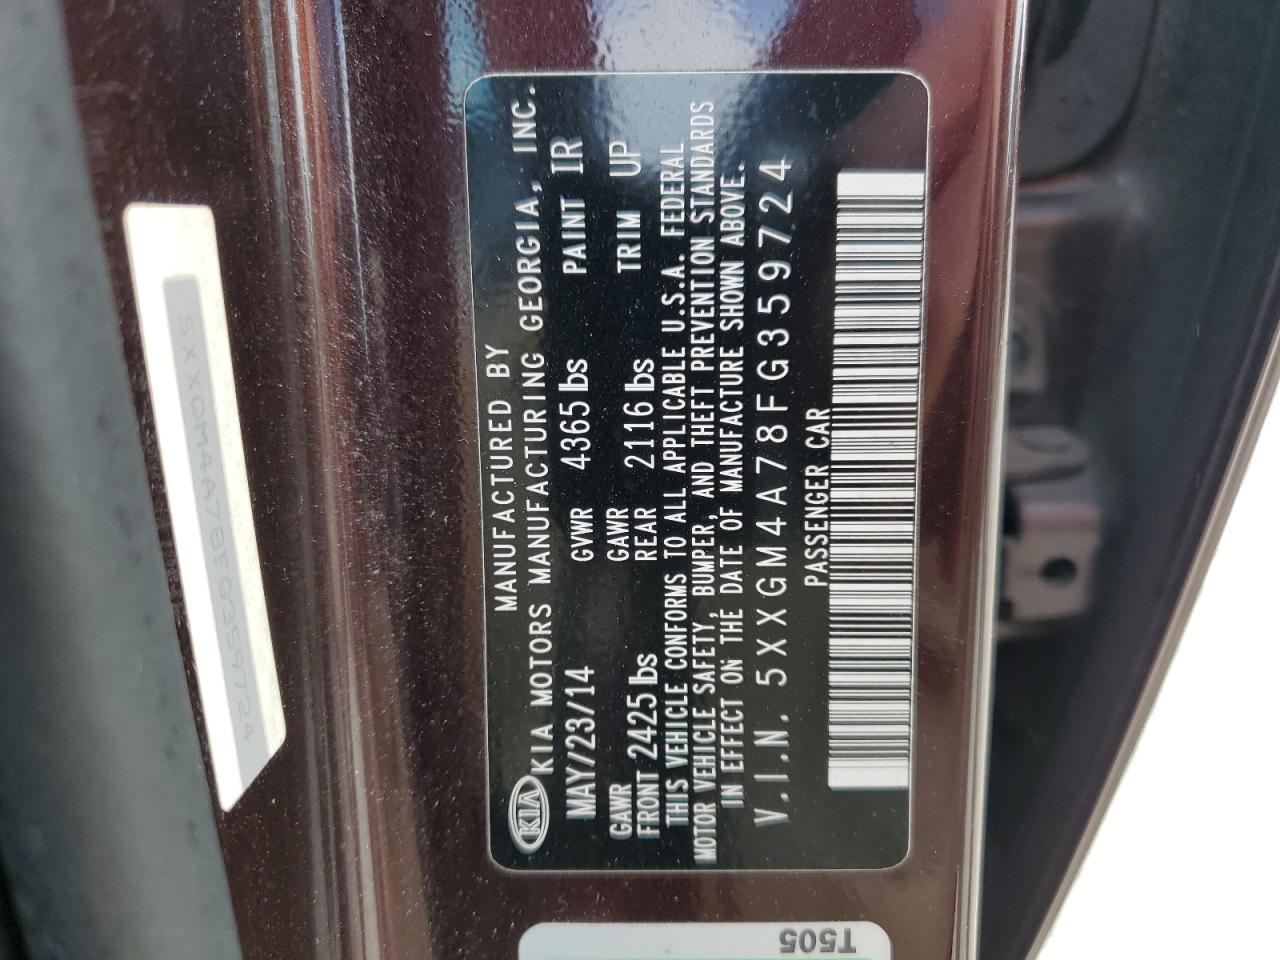 MANUFACTURED BY
KIA KIA MOTORS MANUFACTURING GEORGIA, INC.
MAY/23/14 GVWR 4365 lbs PAINT IR
GAWR FRONT 2425 lbs GAWR REAR 2116 lbs TRIM UP
THIS VEHICLE CONFORMS TO ALL APPLICABLE U.S.A. FEDERAL
MOTOR VEHICLE SAFETY, BUMPER, AND THEFT PREVENTION STANDARDS
IN EFFECT ON THE DATE OF MANUFACTURE SHOWN ABOVE.
V.I.N. 5XXGM4A78FG359724
PASSENGER CAR
5XXGM4A78FG359724
T505